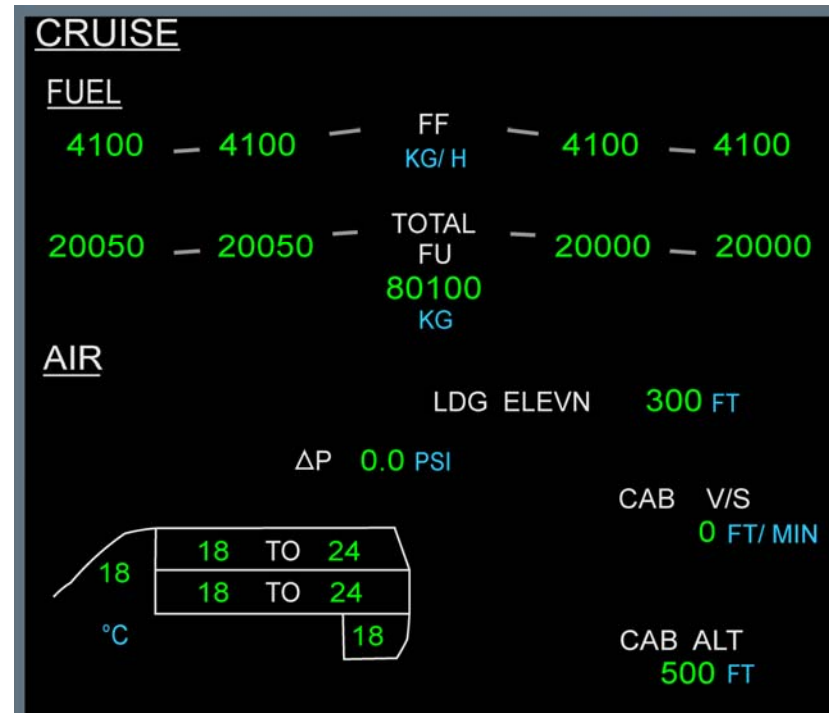 CRUISE
FUEL
FF
4100 4100 4100 4100
KG/ H
TOTAL
20050 20050 FU 20000 20000
80100
KG
AIR
LDG ELEVN 300 FT
ΔP 0.0 PSI
CAB V/S
0 FT/ MIN
18 TO 24
18
18 TO 24
°C 18
CAB ALT
500 FT